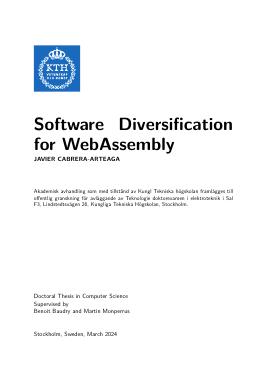 KTH
VETENSKAP
OCH KONST
Software Diversification
for WebAssembly
JAVIER CABRERA-ARTEAGA
Akademisk avhandling som med tillstånd av Kungl Tekniska högskolan framlägges till
offentlig granskning för avläggande av Teknologie doktorexamen i elektroteknik i Sal
F3, Lindstedtsvägen 26, Kungliga Tekniska Högskolan, Stockholm.
Doctoral Thesis in Computer Science
Supervised by
Benoit Baudry and Martin Monperrus
Stockholm, Sweden, March 2024